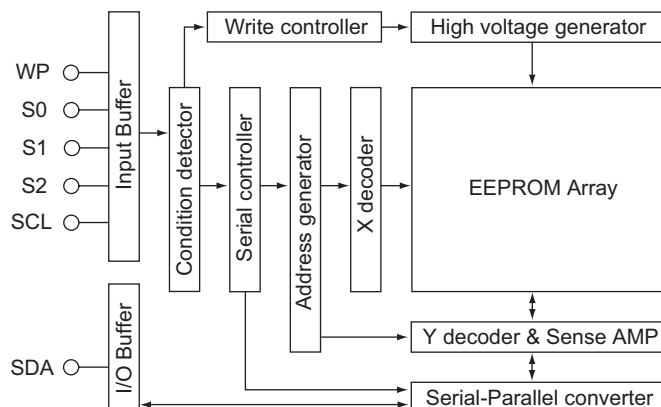 Write controller
High voltage generator
WP
S0
S1
S2
SCL
Input Buffer
Condition detector
Serial controller
Address generator
X decoder
EEPROM Array
SDA
I/O Buffer
Y decoder & Sense AMP
Serial-Parallel converter